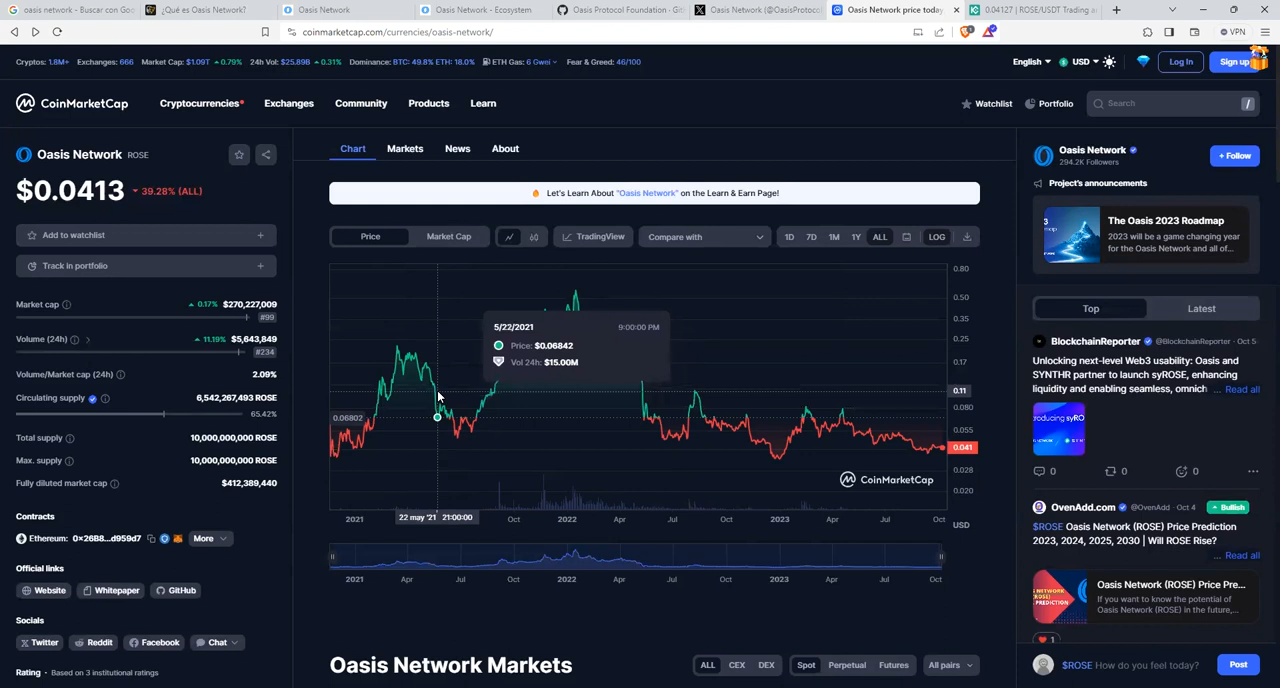 oasis network - Buscar con Goo
¿Qué es Oasis Network?
Oasis Network
Oasis Network - Ecosystem
Oasis Protocol Foundation · Git
Oasis Network (@OasisProtocol
Oasis Network price today
0.04127 | ROSE/USDT Trading a
coinmarketcap.com/currencies/oasis-network/
VPN
Cryptos: 1.8M+ Exchanges: 666 Market Cap: $1.09T 0.79% 24h Vol: $25.89B 0.31% Dominance: BTC: 49.8% ETH: 18.0% ETH Gas: 6 Gwei Fear & Greed: 46/100
English USD Log In Sign up
CoinMarketCap
Cryptocurrencies Exchanges Community Products Learn
Watchlist Portfolio Search /
Oasis Network ROSE
$0.0413 39.28% (ALL)
Add to watchlist +
Track in portfolio +
Market cap 0.17% $270,227,009
#99
Volume (24h) 11.19% $5,643,849
#234
Volume/Market cap (24h) 2.09%
Circulating supply 6,542,267,493 ROSE
65.42%
Total supply 10,000,000,000 ROSE
Max. supply 10,000,000,000 ROSE
Fully diluted market cap $412,389,440
Contracts
Ethereum: 0x26B8...d959d7 More
Official links
Website Whitepaper GitHub
Socials
Twitter Reddit Facebook Chat
Rating · Based on 3 institutional ratings
Chart Markets News About
Let's Learn About "Oasis Network" on the Learn & Earn Page!
Price Market Cap TradingView Compare with 1D 7D 1M 1Y ALL LOG
0.80
0.50
0.35
0.25
0.17
0.11
0.080
0.055
0.041
0.028
0.020
5/22/2021 9:00:00 PM
Price: $0.06842
Vol 24h: $15.00M
0.06802
CoinMarketCap
2021 22 may '21 21:00:00 Oct 2022 Apr Jul Oct 2023 Apr Jul Oct USD
2021 Apr Jul Oct 2022 Apr Jul Oct 2023 Apr Jul Oct
Oasis Network Markets
ALL CEX DEX Spot Perpetual Futures All pairs
Oasis Network
294.2K Followers
+ Follow
Project's announcements
The Oasis 2023 Roadmap
2023 will be a game changing year
for the Oasis Network and all of...
Top Latest
BlockchainReporter @BlockchainReporter · Oct 5
Unlocking next-level Web3 usability: Oasis and
SYNTHR partner to launch syROSE, enhancing
liquidity and enabling seamless, omnich ... Read all
0 0 0
OvenAdd.com @OvenAdd · Oct 4 Bullish
$ROSE Oasis Network (ROSE) Price Prediction
2023, 2024, 2025, 2030 | Will ROSE Rise?
... Read all
Oasis Network (ROSE) Price Pre...
If you want to know the potential of
Oasis Network (ROSE) in the future,
1
$ROSE How do you feel today? Post